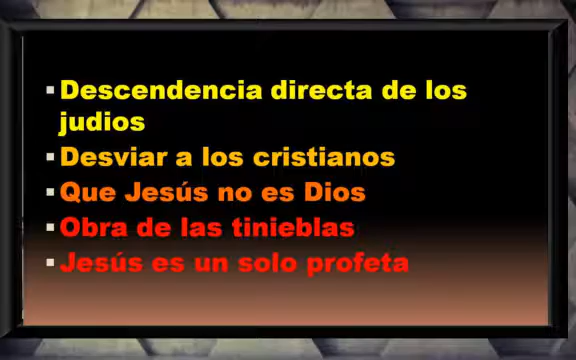 ▪Descendencia directa de los
judios
▪Desviar a los cristianos
▪Que Jesús no es Dios
▪Obra de las tinieblas
▪Jesús es un solo profeta